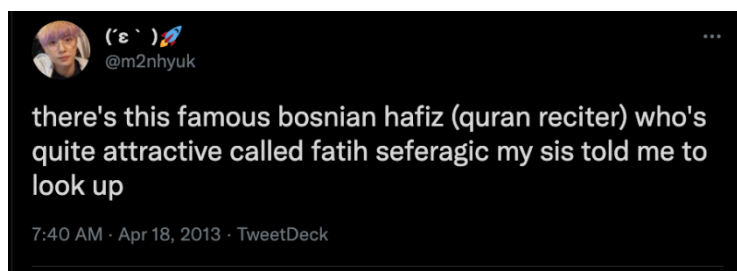 (´ε｀ )🚀
@m2nhyuk
there's this famous bosnian hafiz (quran reciter) who's
quite attractive called fatih seferagic my sis told me to
look up
7:40 AM · Apr 18, 2013 · TweetDeck